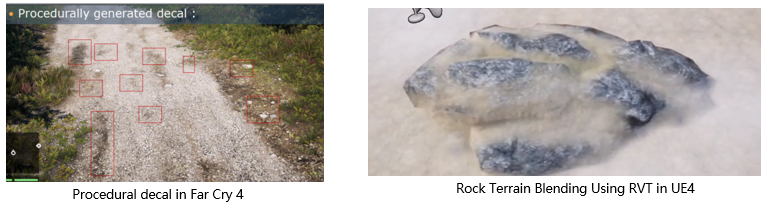 • Procedurally generated decal :
Procedural decal in Far Cry 4
Rock Terrain Blending Using RVT in UE4